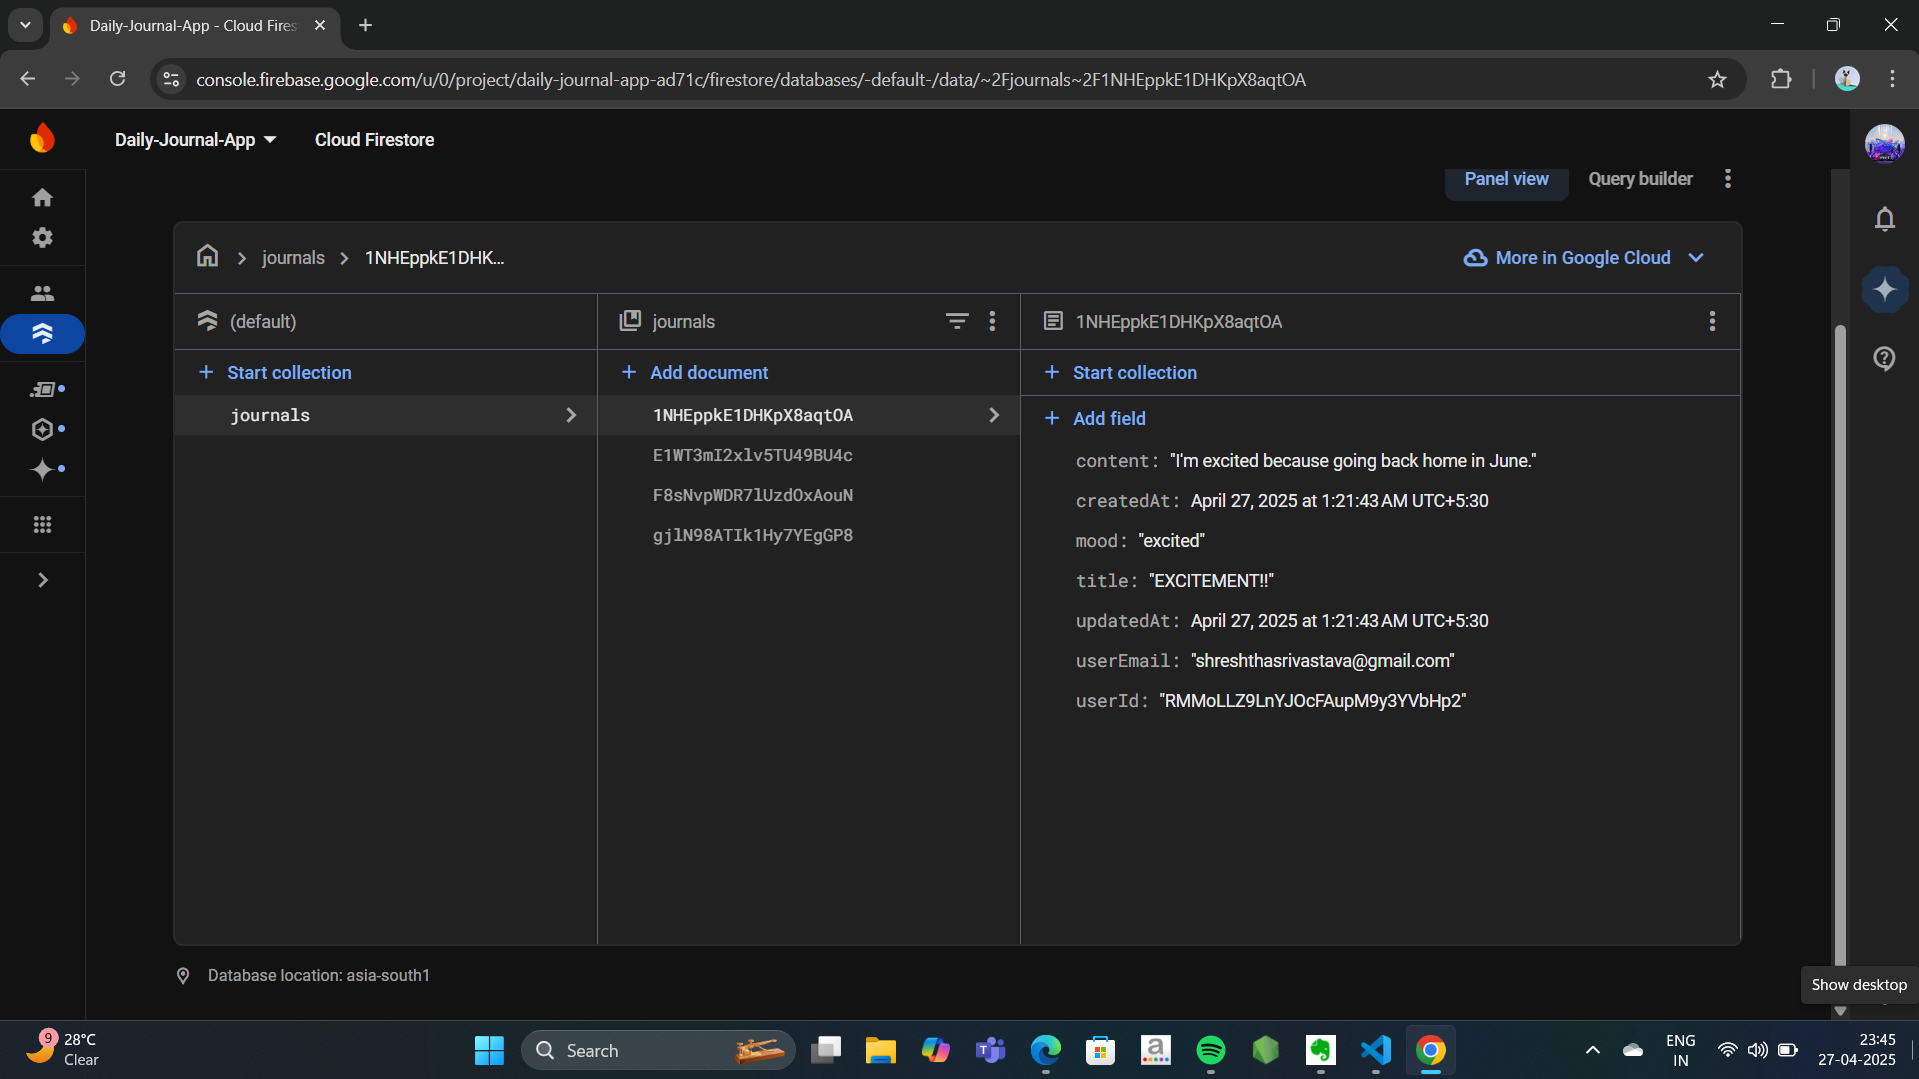 Daily-Journal-App - Cloud Fires
console.firebase.google.com/u/0/project/daily-journal-app-ad71c/firestore/databases/-default-/data/~2Fjournals~2F1NHEppkE1DHKpX8aqtOA
Daily-Journal-App
Cloud Firestore
Panel view
Query builder
journals
1NHEppkE1DHK...
More in Google Cloud
(default)
journals
1NHEppkE1DHKpX8aqtOA
Start collection
Add document
Start collection
journals
1NHEppkE1DHKpX8aqtOA
E1WT3mI2xlv5TU49BU4c
F8sNvpWDR7lUzdOxAouN
gjlN98ATIk1Hy7YEgGP8
Add field
content: "I'm excited because going back home in June."
createdAt: April 27, 2025 at 1:21:43 AM UTC+5:30
mood: "excited"
title: "EXCITEMENT!!"
updatedAt: April 27, 2025 at 1:21:43 AM UTC+5:30
userEmail: "shreshthasrivastava@gmail.com"
userId: "RMMoLLZ9LnYJOcFAupM9y3YVbHp2"
Database location: asia-south1
Show desktop
9
28°C
Clear
Search
ENG
IN
23:45
27-04-2025